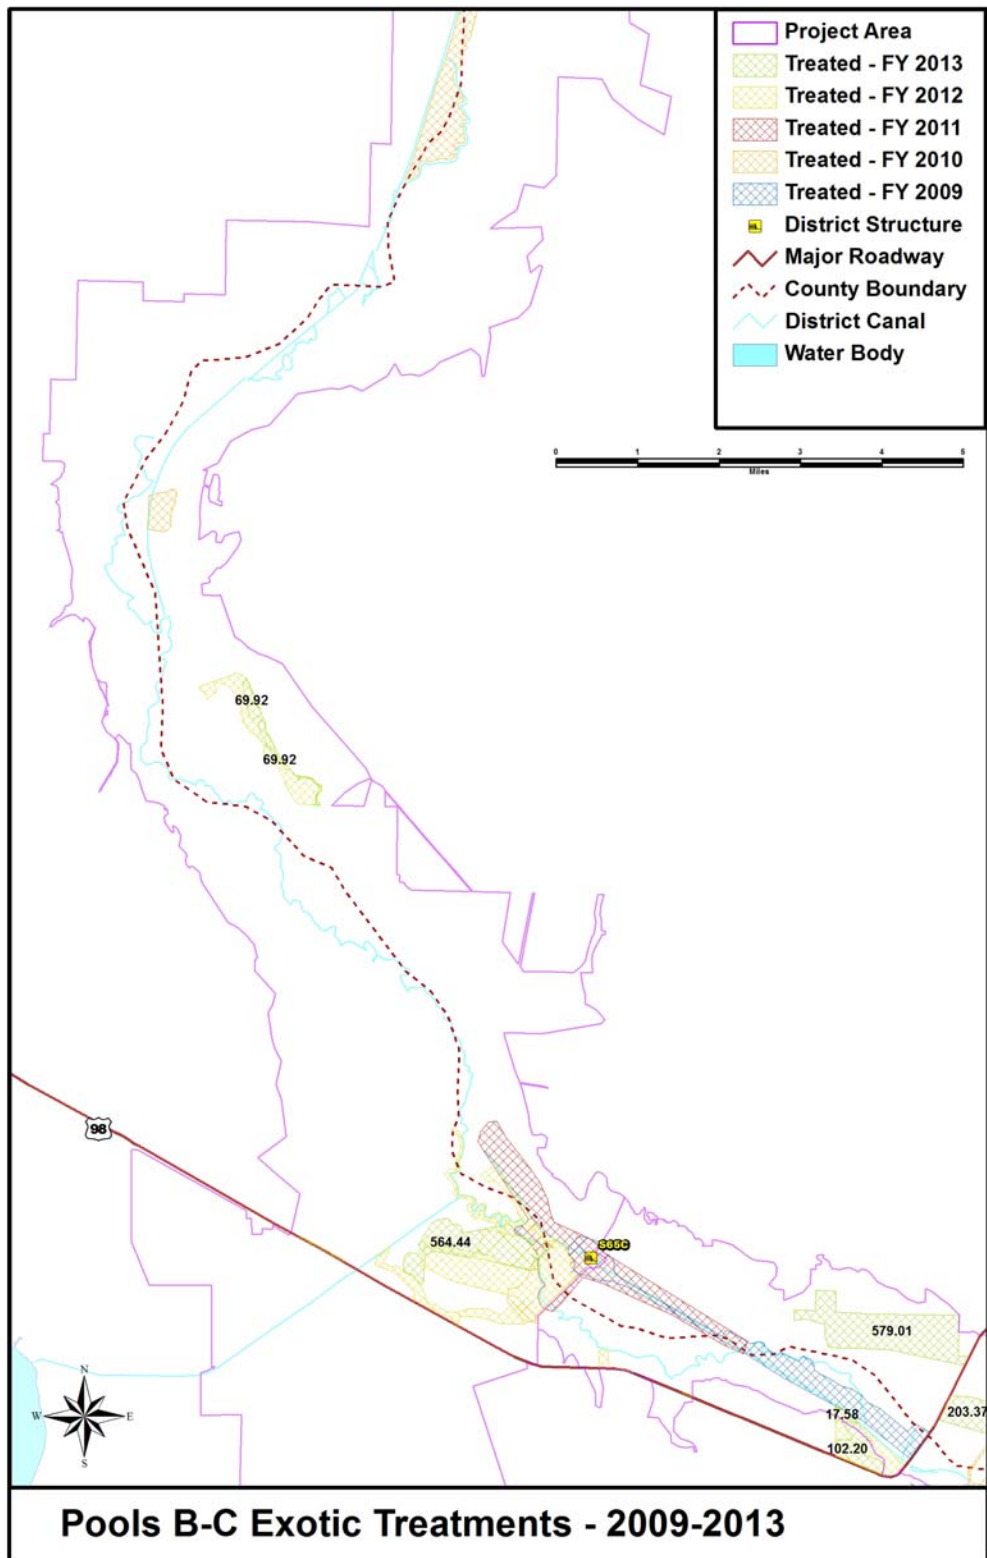 Project Area
Treated - FY 2013
Treated - FY 2012
Treated - FY 2011
Treated - FY 2010
Treated - FY 2009
District Structure
Major Roadway
County Boundary
District Canal
Water Body
0 1 2 3 4 5
Miles
69.92
69.92
98
564.44
S65C
579.01
17.58
203.37
102.20
N
W E
S
Pools B-C Exotic Treatments - 2009-2013